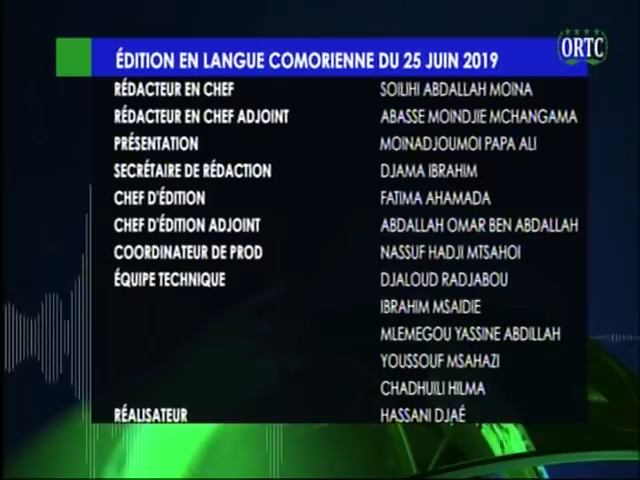 ORTC
ÉDITION EN LANGUE COMORIENNE DU 25 JUIN 2019
RÉDACTEUR EN CHEF SOILIHI ABDALLAH MOINA
RÉDACTEUR EN CHEF ADJOINT ABASSE MOINDJIE MCHANGAMA
PRÉSENTATION MOINADJOUMOI PAPA ALI
SECRÉTAIRE DE RÉDACTION DJAMA IBRAHIM
CHEF D'ÉDITION FATIMA AHAMADA
CHEF D'ÉDITION ADJOINT ABDALLAH OMAR BEN ABDALLAH
COORDINATEUR DE PROD NASSUF HADJI MTSAHOI
ÉQUIPE TECHNIQUE DJALOUD RADJABOU
IBRAHIM MSAIDIE
MLEMEGOU YASSINE ABDILLAH
YOUSSOUF MSAHAZI
CHADHUILI HILMA
RÉALISATEUR HASSANI DJAÉ